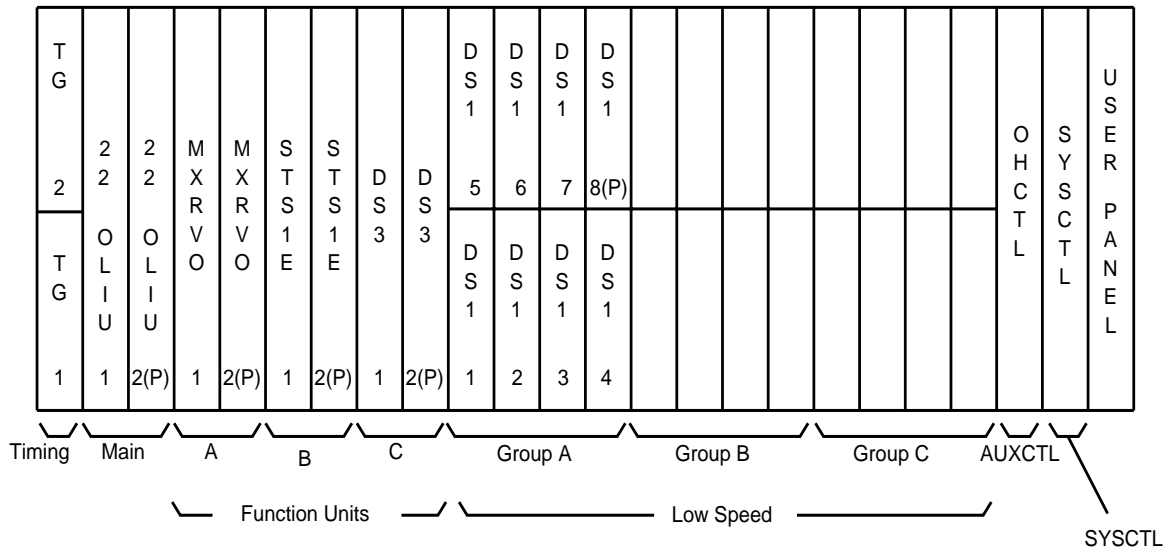 TG 2
TG 1
22 OLIU 1
22 OLIU 2(P)
MXRVO 1
MXRVO 2(P)
STS1E 1
STS1E 2(P)
DS3 1
DS3 2(P)
DS1 5
DS1 6
DS1 7
DS1 8(P)
DS1 1
DS1 2
DS1 3
DS1 4
OHCTL
SYSCTL
USER PANEL
Timing
Main
A
B
C
Group A
Group B
Group C
AUXCTL
Function Units
Low Speed
SYSCTL